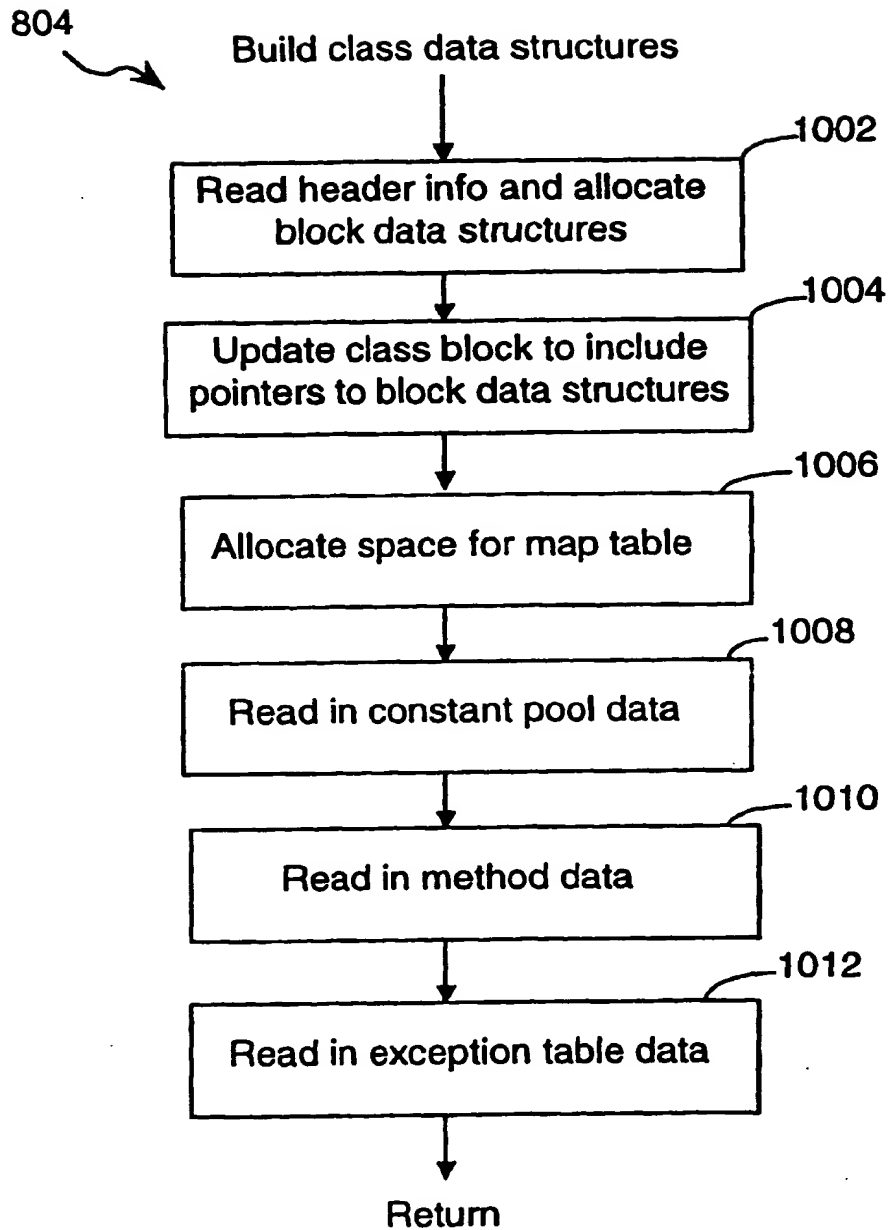 804
Build class data structures
1002
Read header info and allocate
block data structures
1004
Update class block to include
pointers to block data structures
1006
Allocate space for map table
1008
Read in constant pool data
1010
Read in method data
1012
Read in exception table data
Return